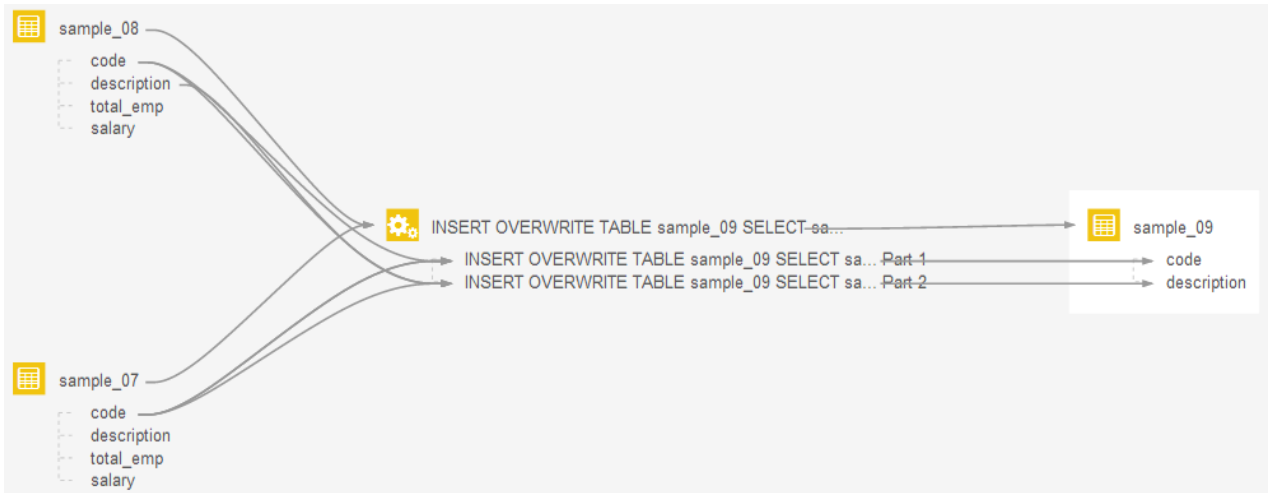 sample_08
code
description
total_emp
salary
INSERT OVERWRITE TABLE sample_09 SELECT sa...
INSERT OVERWRITE TABLE sample_09 SELECT sa... Part 1
INSERT OVERWRITE TABLE sample_09 SELECT sa... Part 2
sample_09
code
description
sample_07
code
description
total_emp
salary